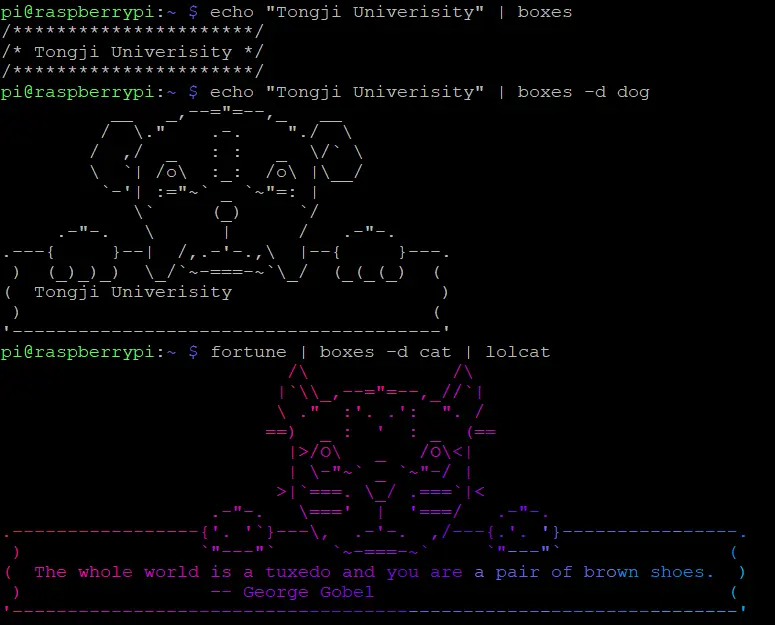 pi@raspberrypi:~ $ echo "Tongji Univerisity" | boxes
/**********************/
/* Tongji Univerisity */
/**********************/
pi@raspberrypi:~ $ echo "Tongji Univerisity" | boxes -d dog
          __   _,--="=--,_   __
         /  \."    .-.    "./  \
        /  ,/  _   : :   _  \/` \
        \  `| /o\  :_:  /o\ |\__/
         `-'| :="~` _ `~"=: |
            \`     (_)     `/
     .-"-.   \      |      /   .-"-.
.---{     }--|  /,.-'-.,\  |--{     }---.
 )  (_)_)_)  \_/`~-===-~`\_/  (_(_(_)  (
(  Tongji Univerisity                   )
 )                                     (
'---------------------------------------'
pi@raspberrypi:~ $ fortune | boxes -d cat | lolcat
                          /\             /\
                         |`\\_,--="=--,_//`|
                         \ ."  :'. .':  ". /
                        ==)  _ :  '  : _  (==
                          |>/O\   _   /O\<|
                          | \-"~` _ `~"-/ |
                         >|`===. \_/ .===`|<
                   .-"-.   \==='  |  '===/   .-"-.
.-----------------{'. '`}---\,  .-'-.  ,/---{.'. '}----------------.
 )                 `"---"`     `~-===-~`     `"---"`               (
(  The whole world is a tuxedo and you are a pair of brown shoes.  )
 )                  -- George Gobel                                (
'------------------------------------------------------------------'